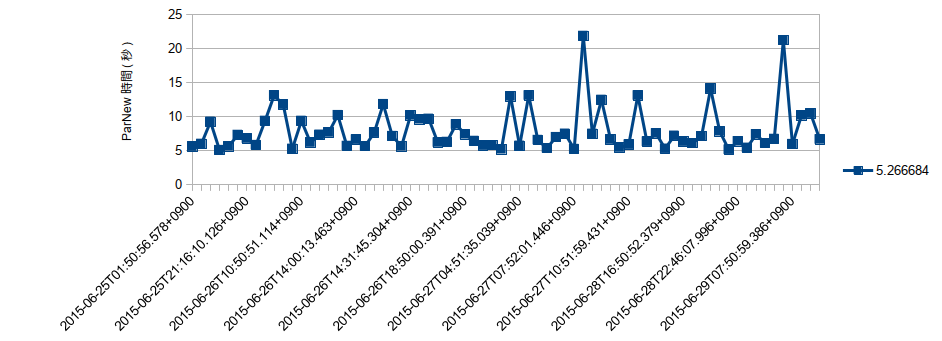 25
20
15
10
5
0
ParNew 時間 ( 秒 )
2015-06-25T01:50:56.578+0900
2015-06-25T21:16:10.126+0900
2015-06-26T10:50:51.114+0900
2015-06-26T14:00:13.463+0900
2015-06-26T14:31:45.304+0900
2015-06-26T18:50:00.391+0900
2015-06-27T04:51:35.039+0900
2015-06-27T07:52:01.446+0900
2015-06-27T10:51:59.431+0900
2015-06-28T16:50:52.379+0900
2015-06-28T22:46:07.996+0900
2015-06-29T07:50:59.386+0900
5.266684